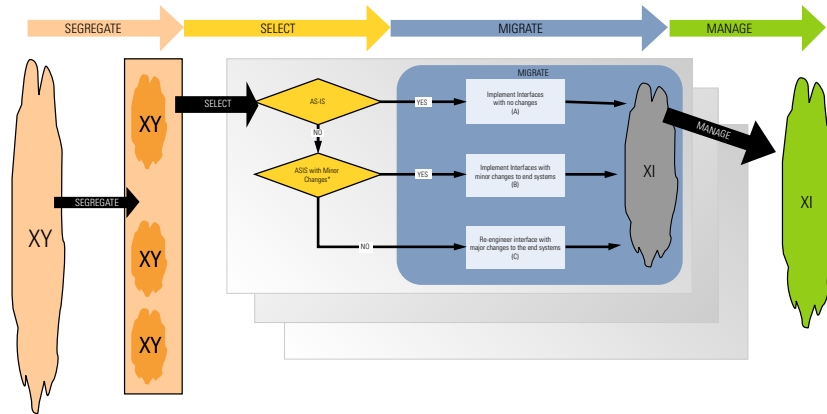 SEGREGATE
SELECT
MIGRATE
MANAGE
MIGRATE
AS-IS
YES
Implement Interfaces
with no changes
(A)
XY
SELECT
MANAGE
NO
ASIS with Minor
Changes*
YES
Implement Interfaces with
minor changes to end systems
(B)
XI
SEGREGATE
XY
XY
XI
NO
Re-engineer interface with
major changes to the end systems
(C)
XY